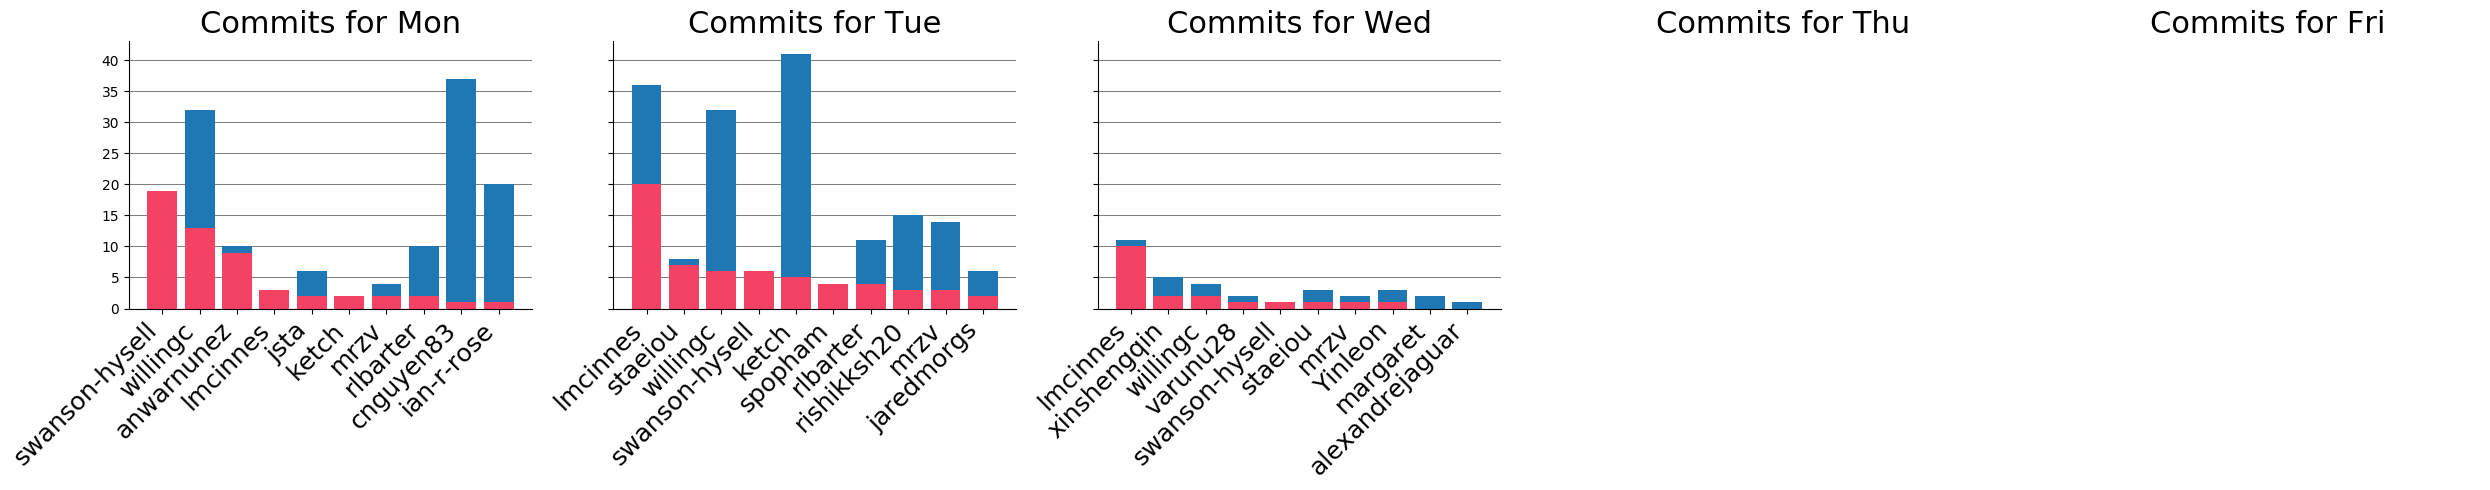 Commits for Mon
Commits for Tue
Commits for Wed
Commits for Thu
Commits for Fri
40
35
30
25
20
15
10
5
0
swanson-hysell
willingc
anwarnunez
lmcinnes
jsta
ketch
mrzv
rlbarter
cnguyen83
ian-r-rose
lmcinnes
staeiou
willingc
swanson-hysell
ketch
spopham
rlbarter
rishikksh20
mrzv
jaredmorgs
lmcinnes
xinshengqin
willingc
varunu28
swanson-hysell
staeiou
mrzv
Yinleon
margaret
alexandrejaguar